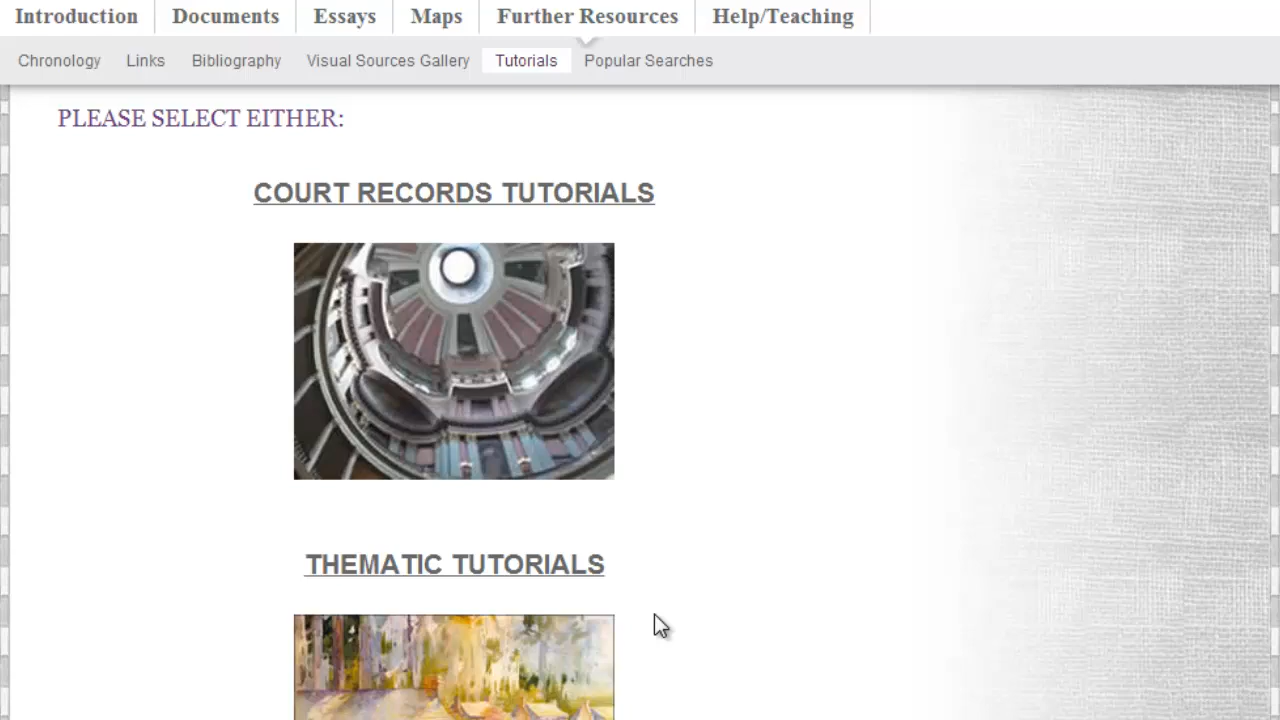 Introduction Documents Essays Maps Further Resources Help/Teaching
Chronology Links Bibliography Visual Sources Gallery Tutorials Popular Searches
PLEASE SELECT EITHER:
COURT RECORDS TUTORIALS
THEMATIC TUTORIALS